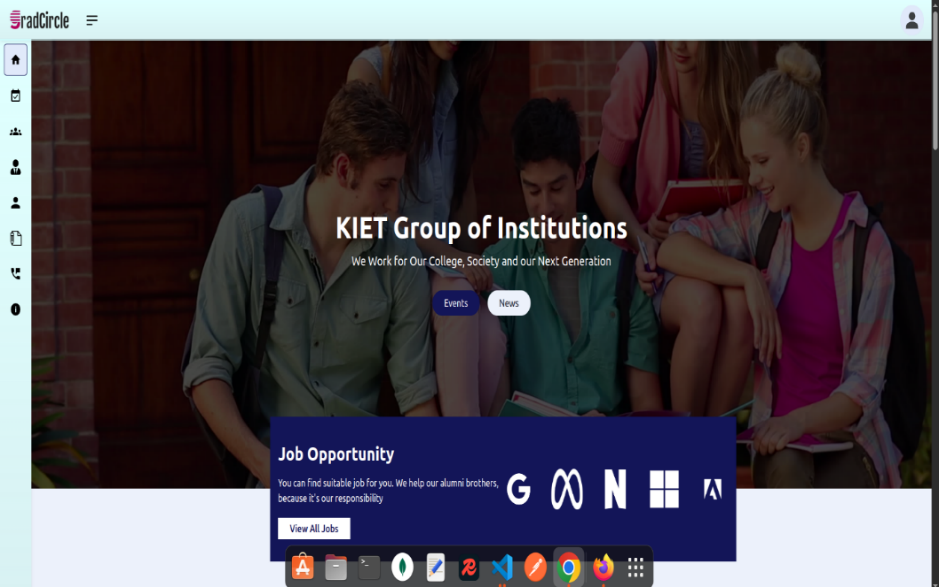 GradCircle
KIET Group of Institutions
We Work for Our College, Society and our Next Generation
Events
News
Job Opportunity
You can find suitable job for you. We help our alumni brothers,
because it's our responsibility
View All Jobs